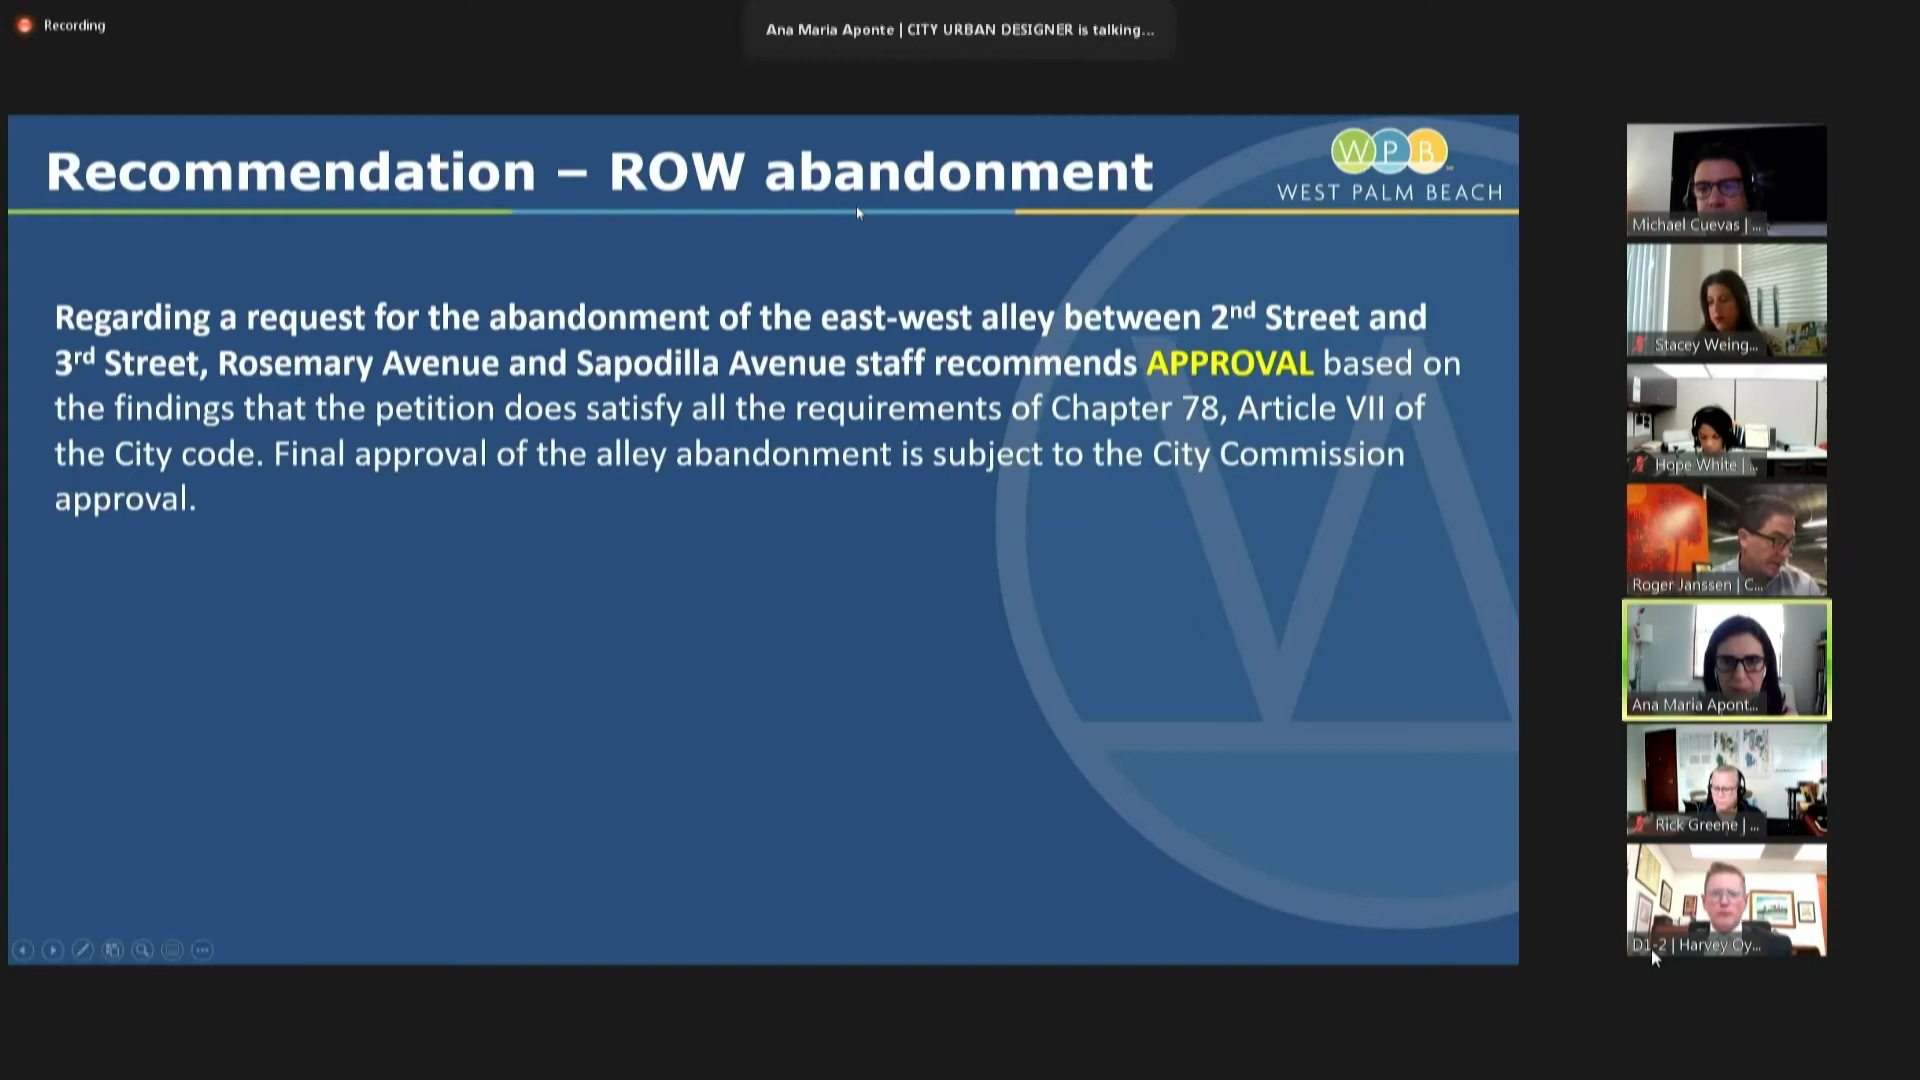 Recording
Ana Maria Aponte | CITY URBAN DESIGNER is talking...
Recommendation – ROW abandonment
WPB
WEST PALM BEACH
Regarding a request for the abandonment of the east-west alley between 2nd Street and
3rd Street, Rosemary Avenue and Sapodilla Avenue staff recommends APPROVAL based on
the findings that the petition does satisfy all the requirements of Chapter 78, Article VII of
the City code. Final approval of the alley abandonment is subject to the City Commission
approval.
Michael Cuevas | ...
Stacey Weing...
Hope White | ...
Roger Janssen | C...
Ana Maria Apont...
Rick Greene | ...
D1-2 | Harvey Oy...